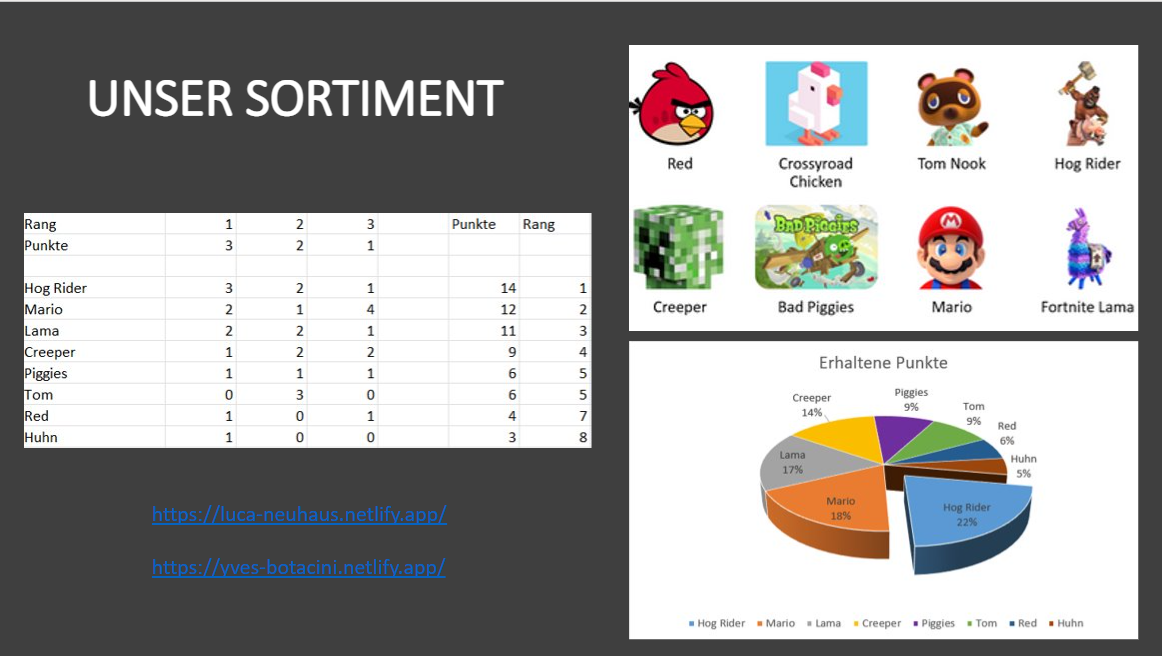 UNSER SORTIMENT
Rang 1 2 3 Punkte Rang
Punkte 3 2 1
Hog Rider 3 2 1 14 1
Mario 2 1 4 12 2
Lama 2 2 1 11 3
Creeper 1 2 2 9 4
Piggies 1 1 1 6 5
Tom 0 3 0 6 5
Red 1 0 1 4 7
Huhn 1 0 0 3 8
https://luca-neuhaus.netlify.app/
https://yves-botacini.netlify.app/
Red
Crossyroad
Chicken
Tom Nook
Hog Rider
M
BAD PIGGIES
Creeper
Bad Piggies
Mario
Fortnite Lama
Erhaltene Punkte
Creeper
14%
Piggies
9%
Tom
9%
Red
6%
Huhn
5%
Lama
17%
Mario
18%
Hog Rider
22%
Hog Rider Mario Lama Creeper Piggies Tom Red Huhn